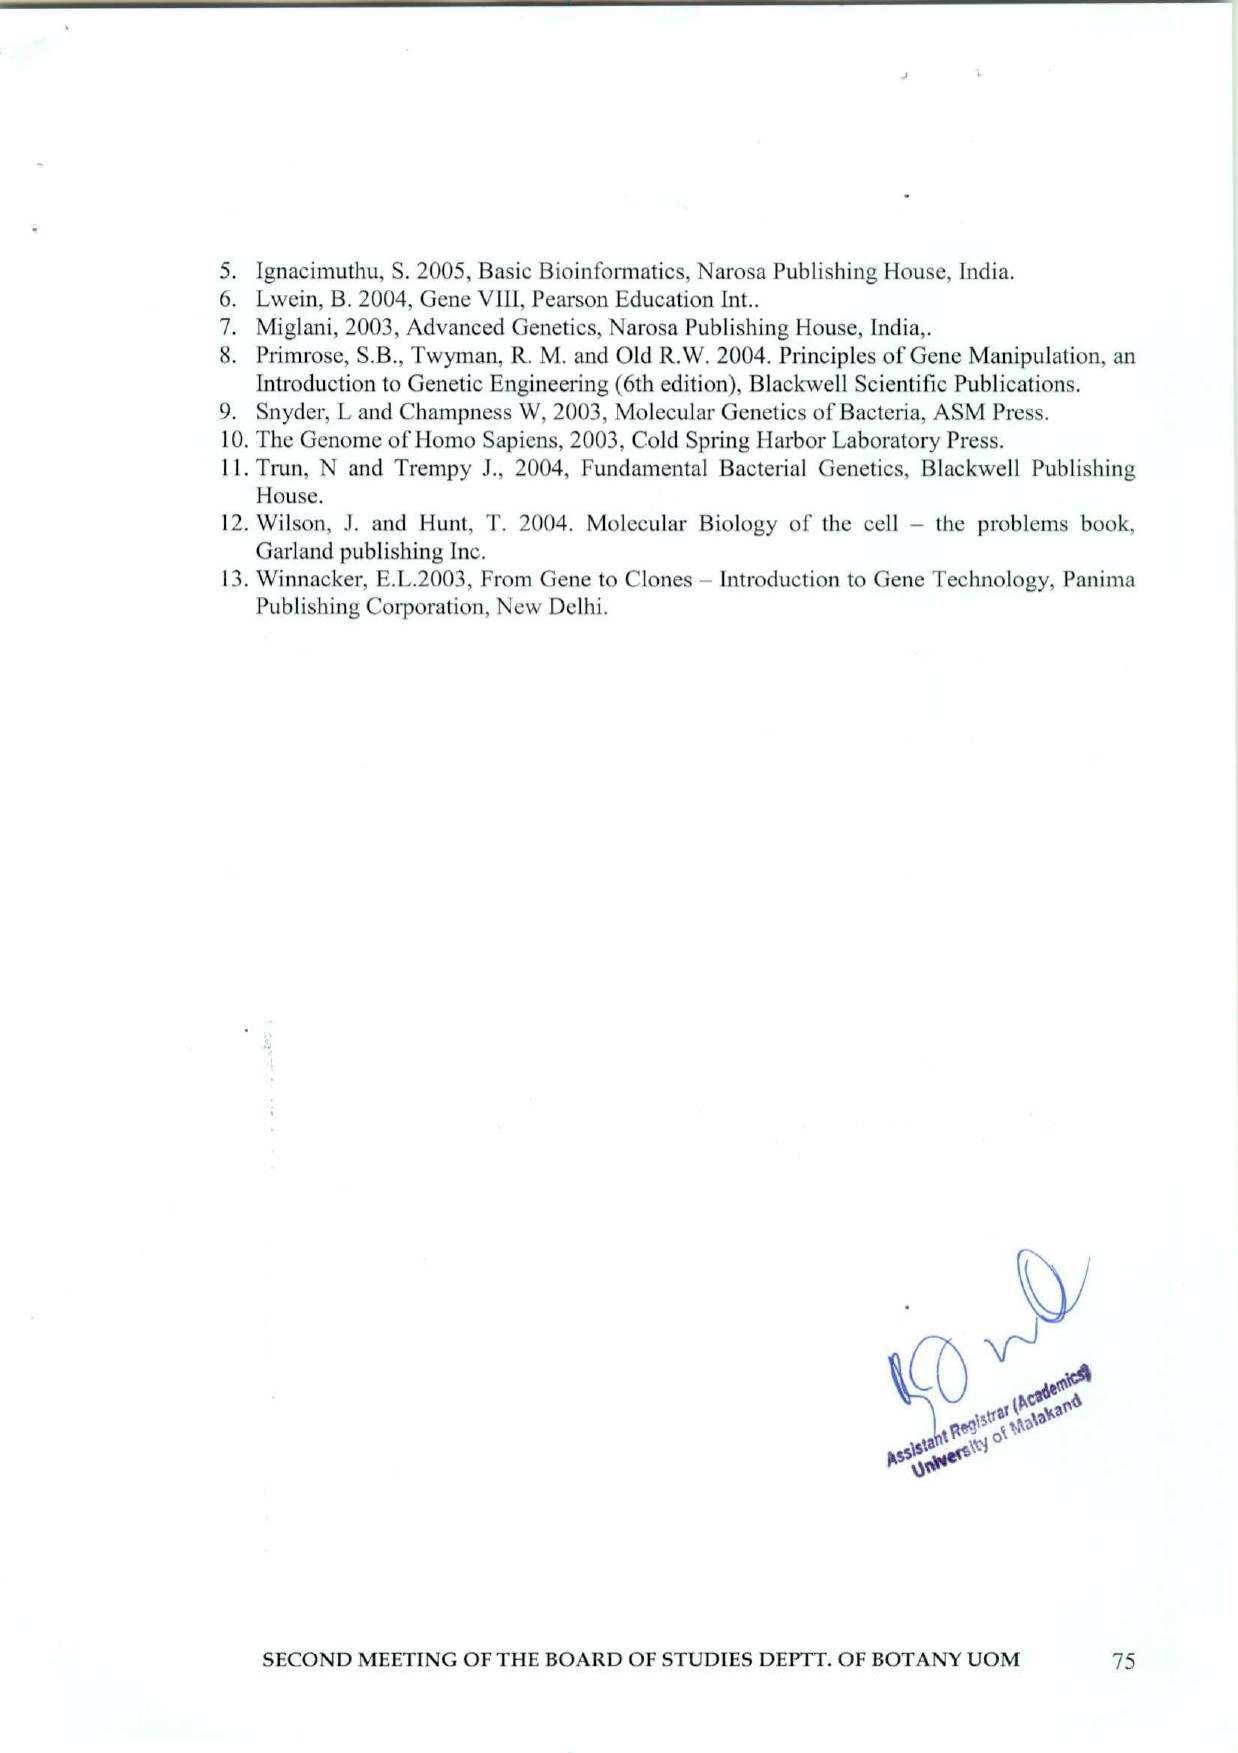 5. Ignacimuthu, S. 2005, Basic Bioinformatics, Narosa Publishing House, India.
6. Lwein, B. 2004, Gene VIII, Pearson Education Int..
7. Miglani, 2003, Advanced Genetics, Narosa Publishing House, India,.
8. Primrose, S.B., Twyman, R. M. and Old R.W. 2004. Principles of Gene Manipulation, an
Introduction to Genetic Engineering (6th edition), Blackwell Scientific Publications.
9. Snyder, L and Champness W, 2003, Molecular Genetics of Bacteria, ASM Press.
10. The Genome of Homo Sapiens, 2003, Cold Spring Harbor Laboratory Press.
11. Trun, N and Trempy J., 2004, Fundamental Bacterial Genetics, Blackwell Publishing
House.
12. Wilson, J. and Hunt, T. 2004. Molecular Biology of the cell – the problems book,
Garland publishing Inc.
13. Winnacker, E.L.2003, From Gene to Clones – Introduction to Gene Technology, Panima
Publishing Corporation, New Delhi.
Assistant Registrar (Academics)
University of Malakand
SECOND MEETING OF THE BOARD OF STUDIES DEPTT. OF BOTANY UOM 75